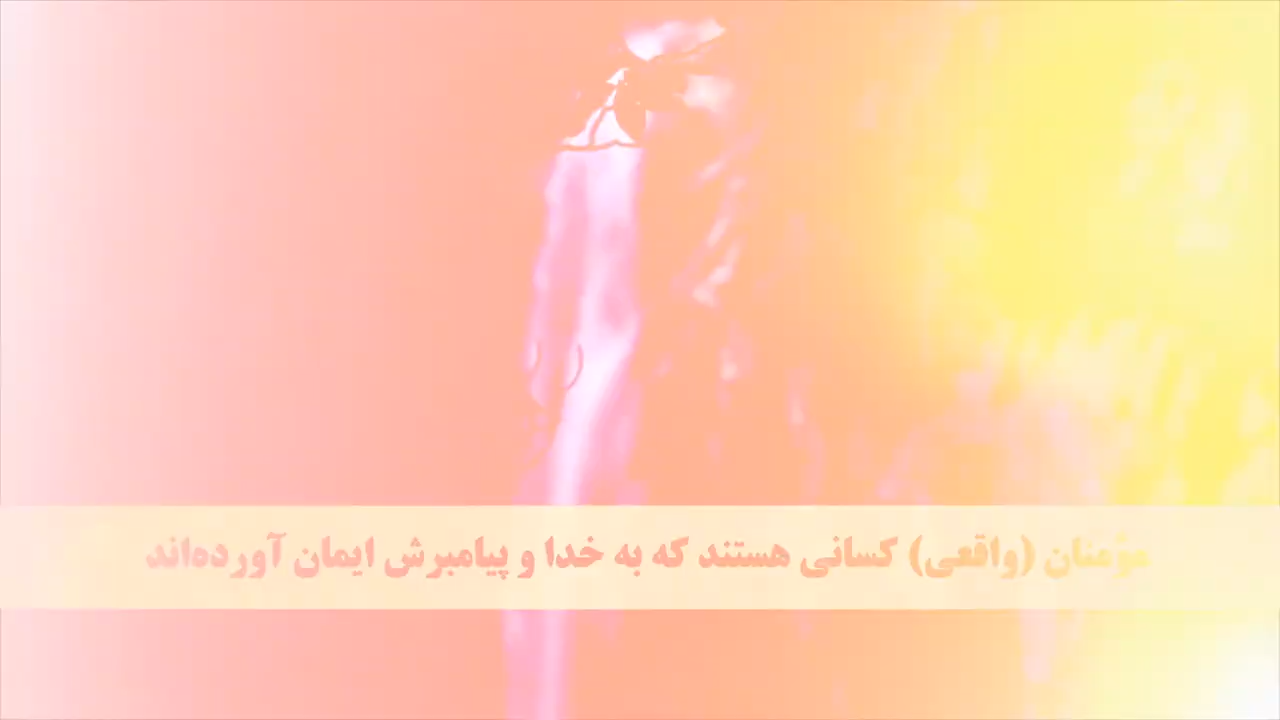 مؤمنان (واقعی) کسانی هستند که به خدا و پیامبرش ایمان آورده‌اند